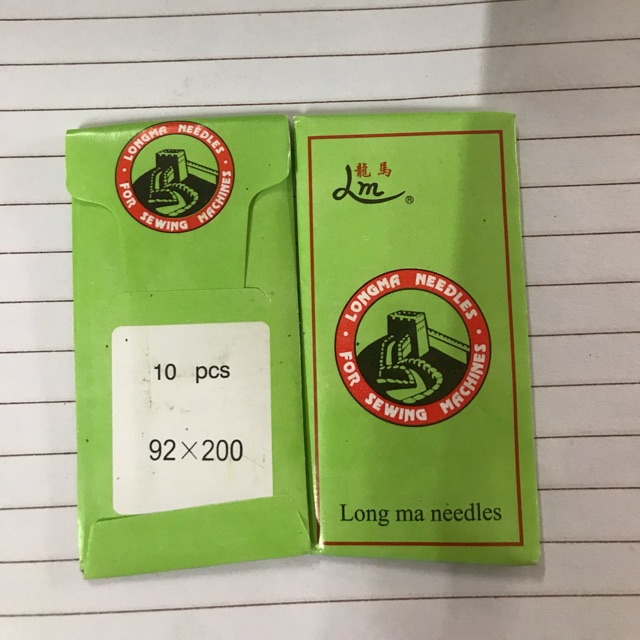 LONGMA NEEDLES
FOR SEWING MACHINES
10 pcs
92×200
龍馬
Lm ®
LONGMA NEEDLES
FOR SEWING MACHINES
Long ma needles